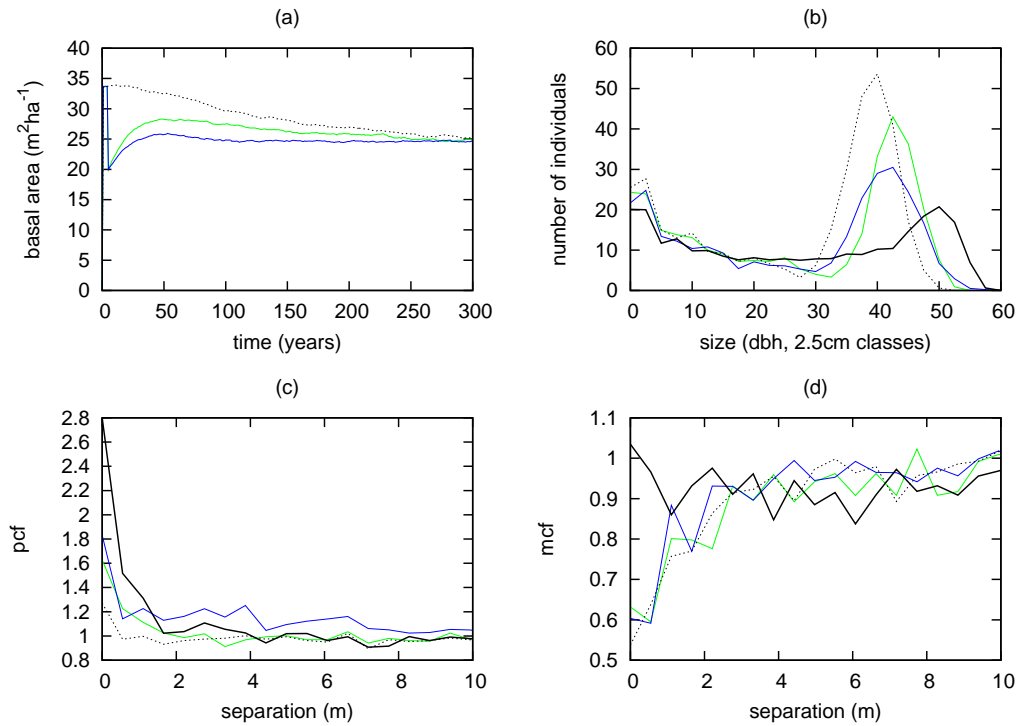 (a)
40
35
30
25
20
15
10
5
0
basal area (m²ha⁻¹)
0 50 100 150 200 250 300
time (years)
(b)
60
50
40
30
20
10
0
number of individuals
0 10 20 30 40 50 60
size (dbh, 2.5cm classes)
(c)
2.8
2.6
2.4
2.2
2
1.8
1.6
1.4
1.2
1
0.8
pcf
0 2 4 6 8 10
separation (m)
(d)
1.1
1
0.9
0.8
0.7
0.6
0.5
mcf
0 2 4 6 8 10
separation (m)